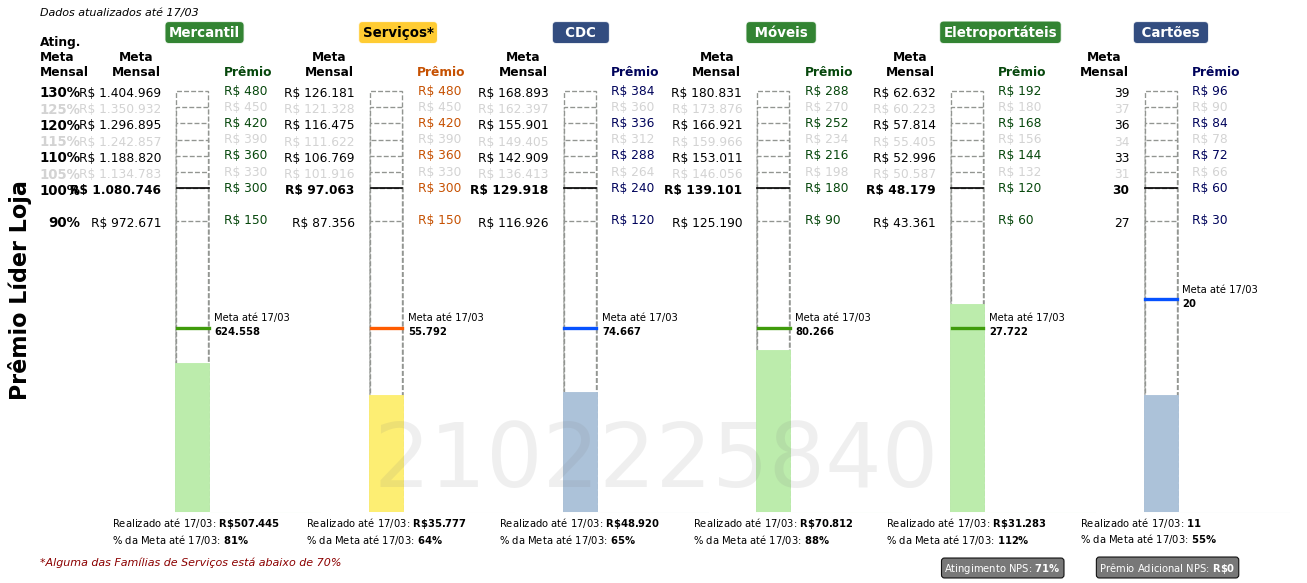 Dados atualizados até 17/03
Mercantil Serviços* CDC Móveis Eletroportáteis Cartões
Ating. Meta Mensal
Meta Mensal Prêmio Meta Mensal Prêmio Meta Mensal Prêmio Meta Mensal Prêmio Meta Mensal Prêmio Meta Mensal Prêmio
130% R$ 1.404.969 R$ 480 R$ 126.181 R$ 480 R$ 168.893 R$ 384 R$ 180.831 R$ 288 R$ 62.632 R$ 192 39 R$ 96
125% R$ 1.350.932 R$ 450 R$ 121.328 R$ 450 R$ 162.397 R$ 360 R$ 173.876 R$ 270 R$ 60.223 R$ 180 37 R$ 90
120% R$ 1.296.895 R$ 420 R$ 116.475 R$ 420 R$ 155.901 R$ 336 R$ 166.921 R$ 252 R$ 57.814 R$ 168 36 R$ 84
115% R$ 1.242.857 R$ 390 R$ 111.622 R$ 390 R$ 149.405 R$ 312 R$ 159.966 R$ 234 R$ 55.405 R$ 156 34 R$ 78
110% R$ 1.188.820 R$ 360 R$ 106.769 R$ 360 R$ 142.909 R$ 288 R$ 153.011 R$ 216 R$ 52.996 R$ 144 33 R$ 72
105% R$ 1.134.783 R$ 330 R$ 101.916 R$ 330 R$ 136.413 R$ 264 R$ 146.056 R$ 198 R$ 50.587 R$ 132 31 R$ 66
100% R$ 1.080.746 R$ 300 R$ 97.063 R$ 300 R$ 129.918 R$ 240 R$ 139.101 R$ 180 R$ 48.179 R$ 120 30 R$ 60
90% R$ 972.671 R$ 150 R$ 87.356 R$ 150 R$ 116.926 R$ 120 R$ 125.190 R$ 90 R$ 43.361 R$ 60 27 R$ 30
Prêmio Líder Loja
Meta até 17/03 Meta até 17/03 Meta até 17/03 Meta até 17/03 Meta até 17/03 Meta até 17/03
624.558 55.792 74.667 80.266 27.722 20
2102225840
Realizado até 17/03: R$507.445 Realizado até 17/03: R$35.777 Realizado até 17/03: R$48.920 Realizado até 17/03: R$70.812 Realizado até 17/03: R$31.283 Realizado até 17/03: 11
% da Meta até 17/03: 81% % da Meta até 17/03: 64% % da Meta até 17/03: 65% % da Meta até 17/03: 88% % da Meta até 17/03: 112% % da Meta até 17/03: 55%
*Alguma das Famílias de Serviços está abaixo de 70%
Atingimento NPS: 71% Prêmio Adicional NPS: R$0